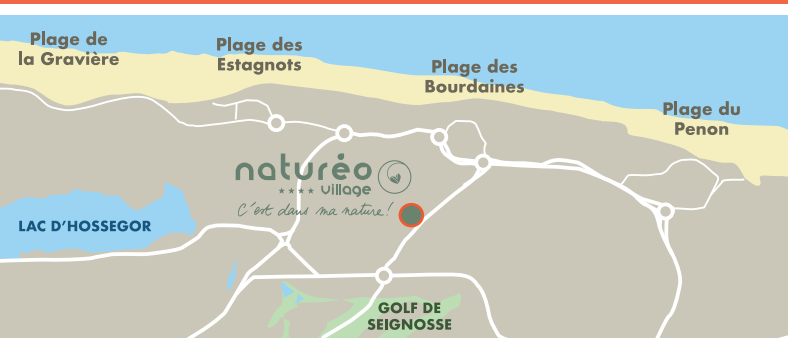 Plage de
la Gravière
Plage des
Estagnots
Plage des
Bourdaines
Plage du
Penon
naturéo
★★★★ village
C'est dans ma nature!
LAC D'HOSSEGOR
GOLF DE
SEIGNOSSE